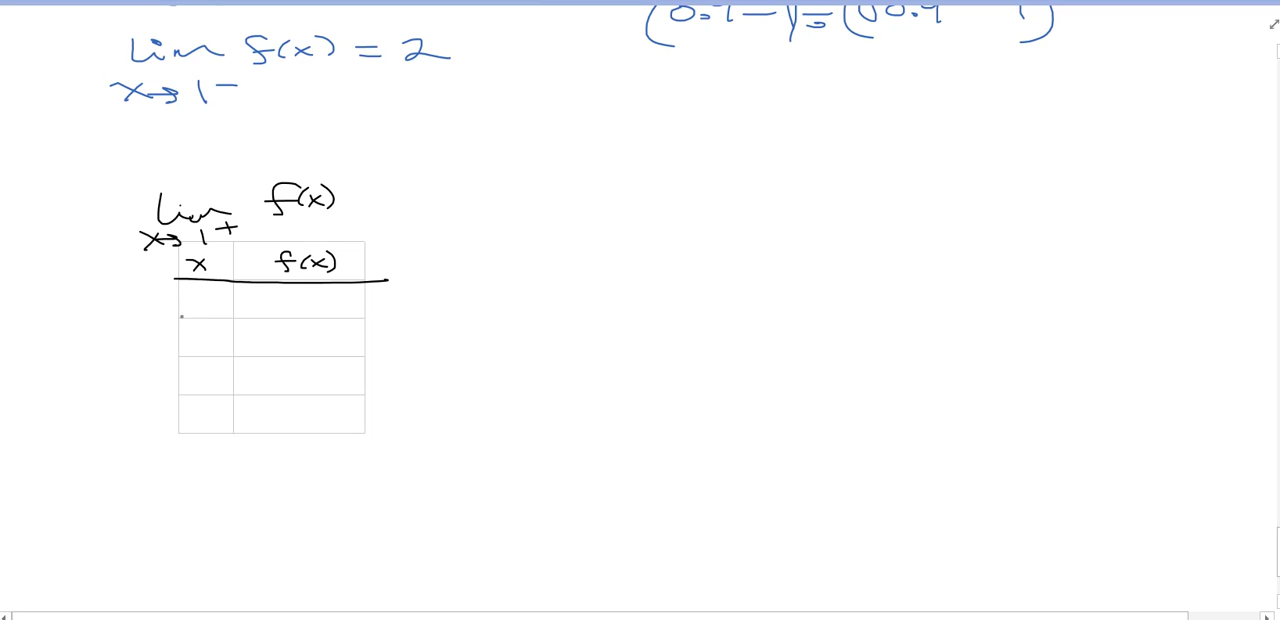 lim f(x) = 2
x→1⁻
lim f(x)
x→1⁺
x f(x)